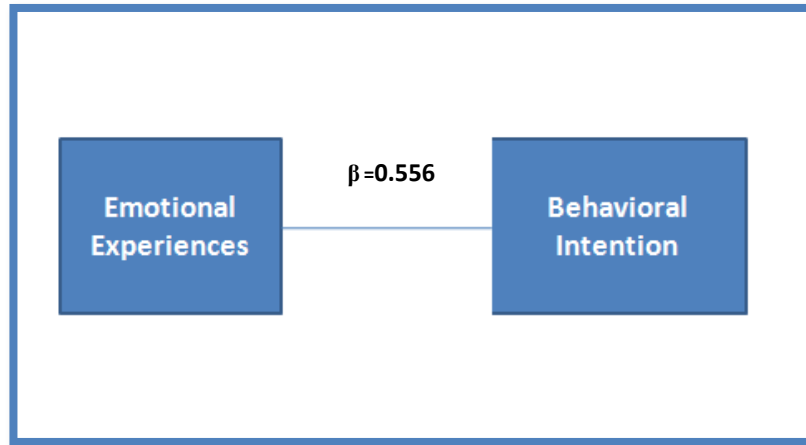 Emotional
Experiences
β =0.556
Behavioral
Intention